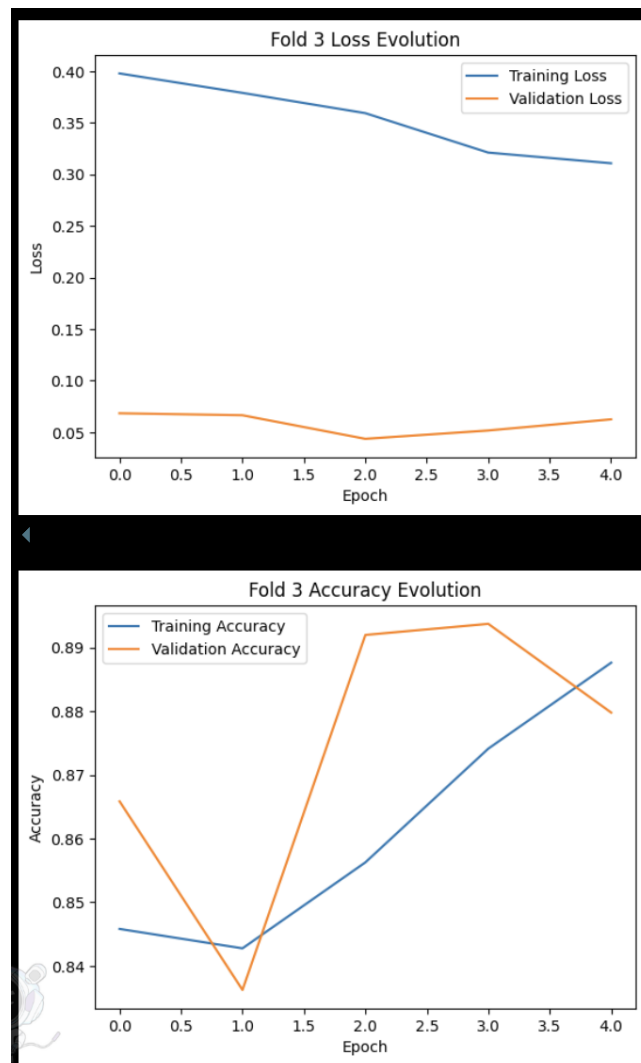 Fold 3 Loss Evolution
0.40
0.35
0.30
0.25
0.20
0.15
0.10
0.05
Loss
Training Loss
Validation Loss
0.0 0.5 1.0 1.5 2.0 2.5 3.0 3.5 4.0
Epoch
Fold 3 Accuracy Evolution
0.89
0.88
0.87
0.86
0.85
0.84
Accuracy
Training Accuracy
Validation Accuracy
0.0 0.5 1.0 1.5 2.0 2.5 3.0 3.5 4.0
Epoch